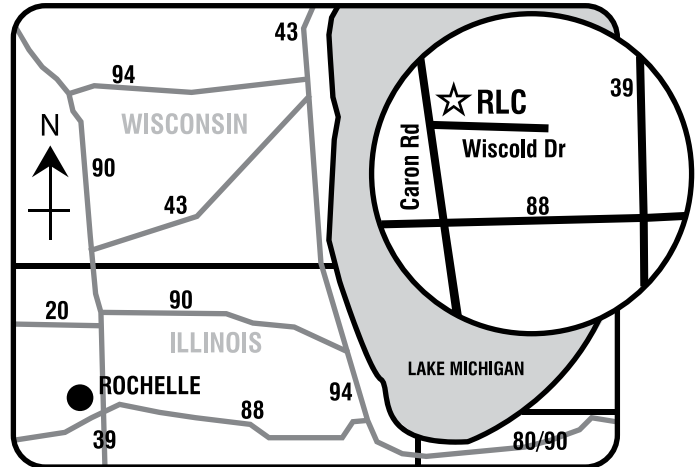 43
94
39
☆ RLC
N
WISCONSIN
Caron Rd
Wiscold Dr
90
43
88
20
90
ILLINOIS
LAKE MICHIGAN
ROCHELLE
94
88
39
80/90